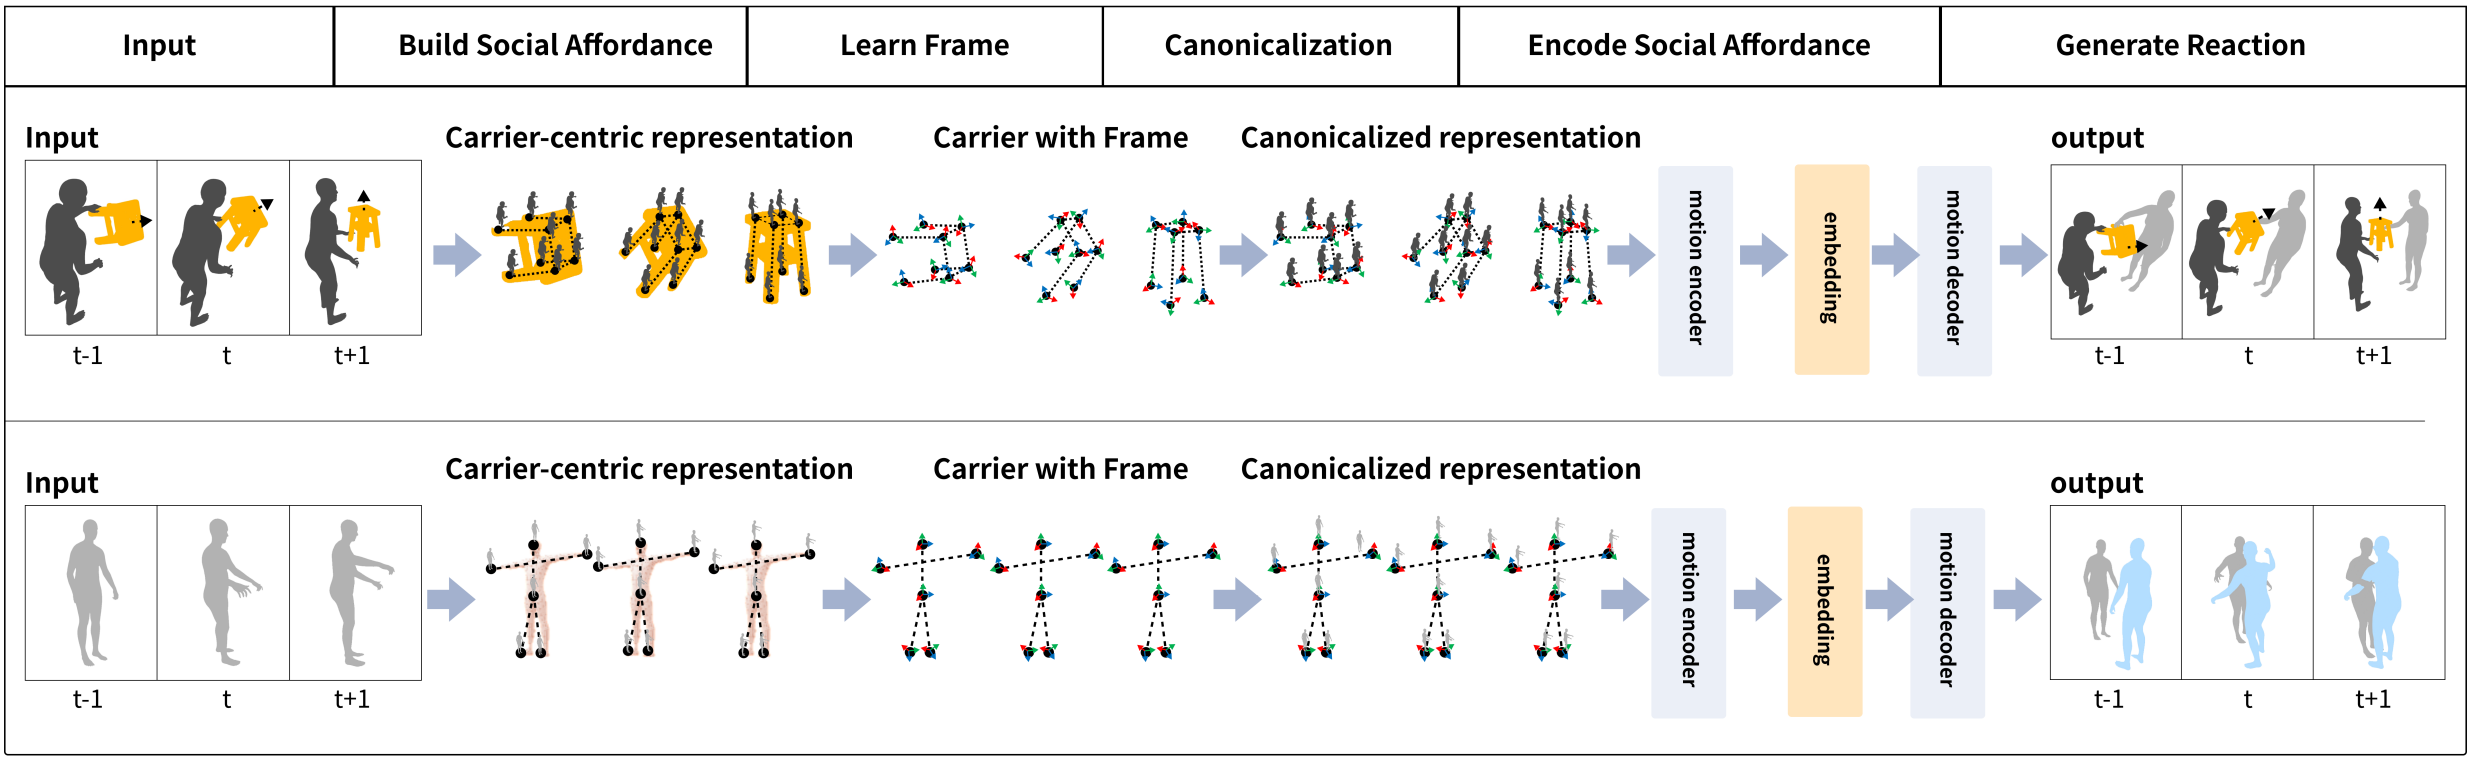 Input
Build Social Affordance
Learn Frame
Canonicalization
Encode Social Affordance
Generate Reaction
Input
Carrier-centric representation
Carrier with Frame
Canonicalized representation
output
motion encoder
embedding
motion decoder
t-1
t
t+1
t-1
t
t+1
Input
Carrier-centric representation
Carrier with Frame
Canonicalized representation
output
motion encoder
embedding
motion decoder
t-1
t
t+1
t-1
t
t+1